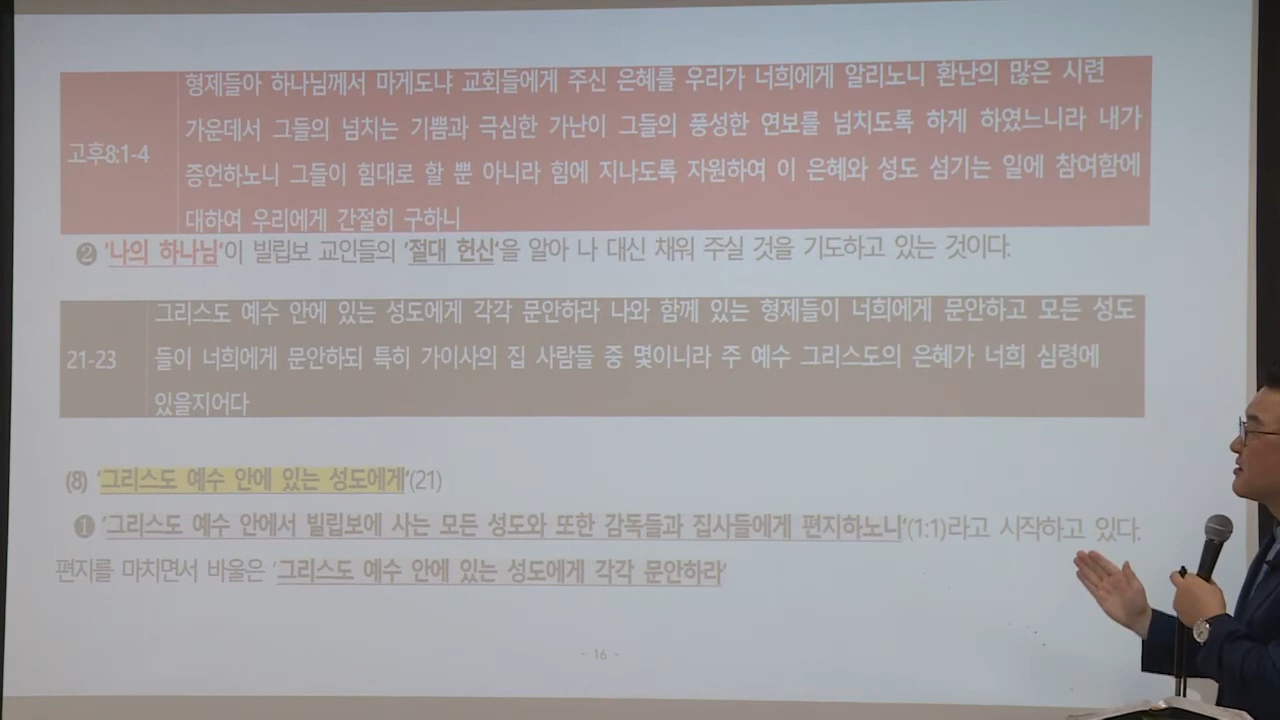 고후8:1-4
형제들아 하나님께서 마게도냐 교회들에게 주신 은혜를 우리가 너희에게 알리노니 환난의 많은 시련
가운데서 그들의 넘치는 기쁨과 극심한 가난이 그들의 풍성한 연보를 넘치도록 하게 하였느니라 내가
증언하노니 그들이 힘대로 할 뿐 아니라 힘에 지나도록 자원하여 이 은혜와 성도 섬기는 일에 참여함에
대하여 우리에게 간절히 구하니
❷ '나의 하나님'이 빌립보 교인들의 '절대 헌신'을 알아 나 대신 채워 주실 것을 기도하고 있는 것이다.
21-23
그리스도 예수 안에 있는 성도에게 각각 문안하라 나와 함께 있는 형제들이 너희에게 문안하고 모든 성도
들이 너희에게 문안하되 특히 가이사의 집 사람들 중 몇이니라 주 예수 그리스도의 은혜가 너희 심령에
있을지어다
(8) '그리스도 예수 안에 있는 성도에게'(21)
❶ '그리스도 예수 안에서 빌립보에 사는 모든 성도와 또한 감독들과 집사들에게 편지하노니'(1:1)라고 시작하고 있다.
편지를 마치면서 바울은 '그리스도 예수 안에 있는 성도에게 각각 문안하라'
- 16 -